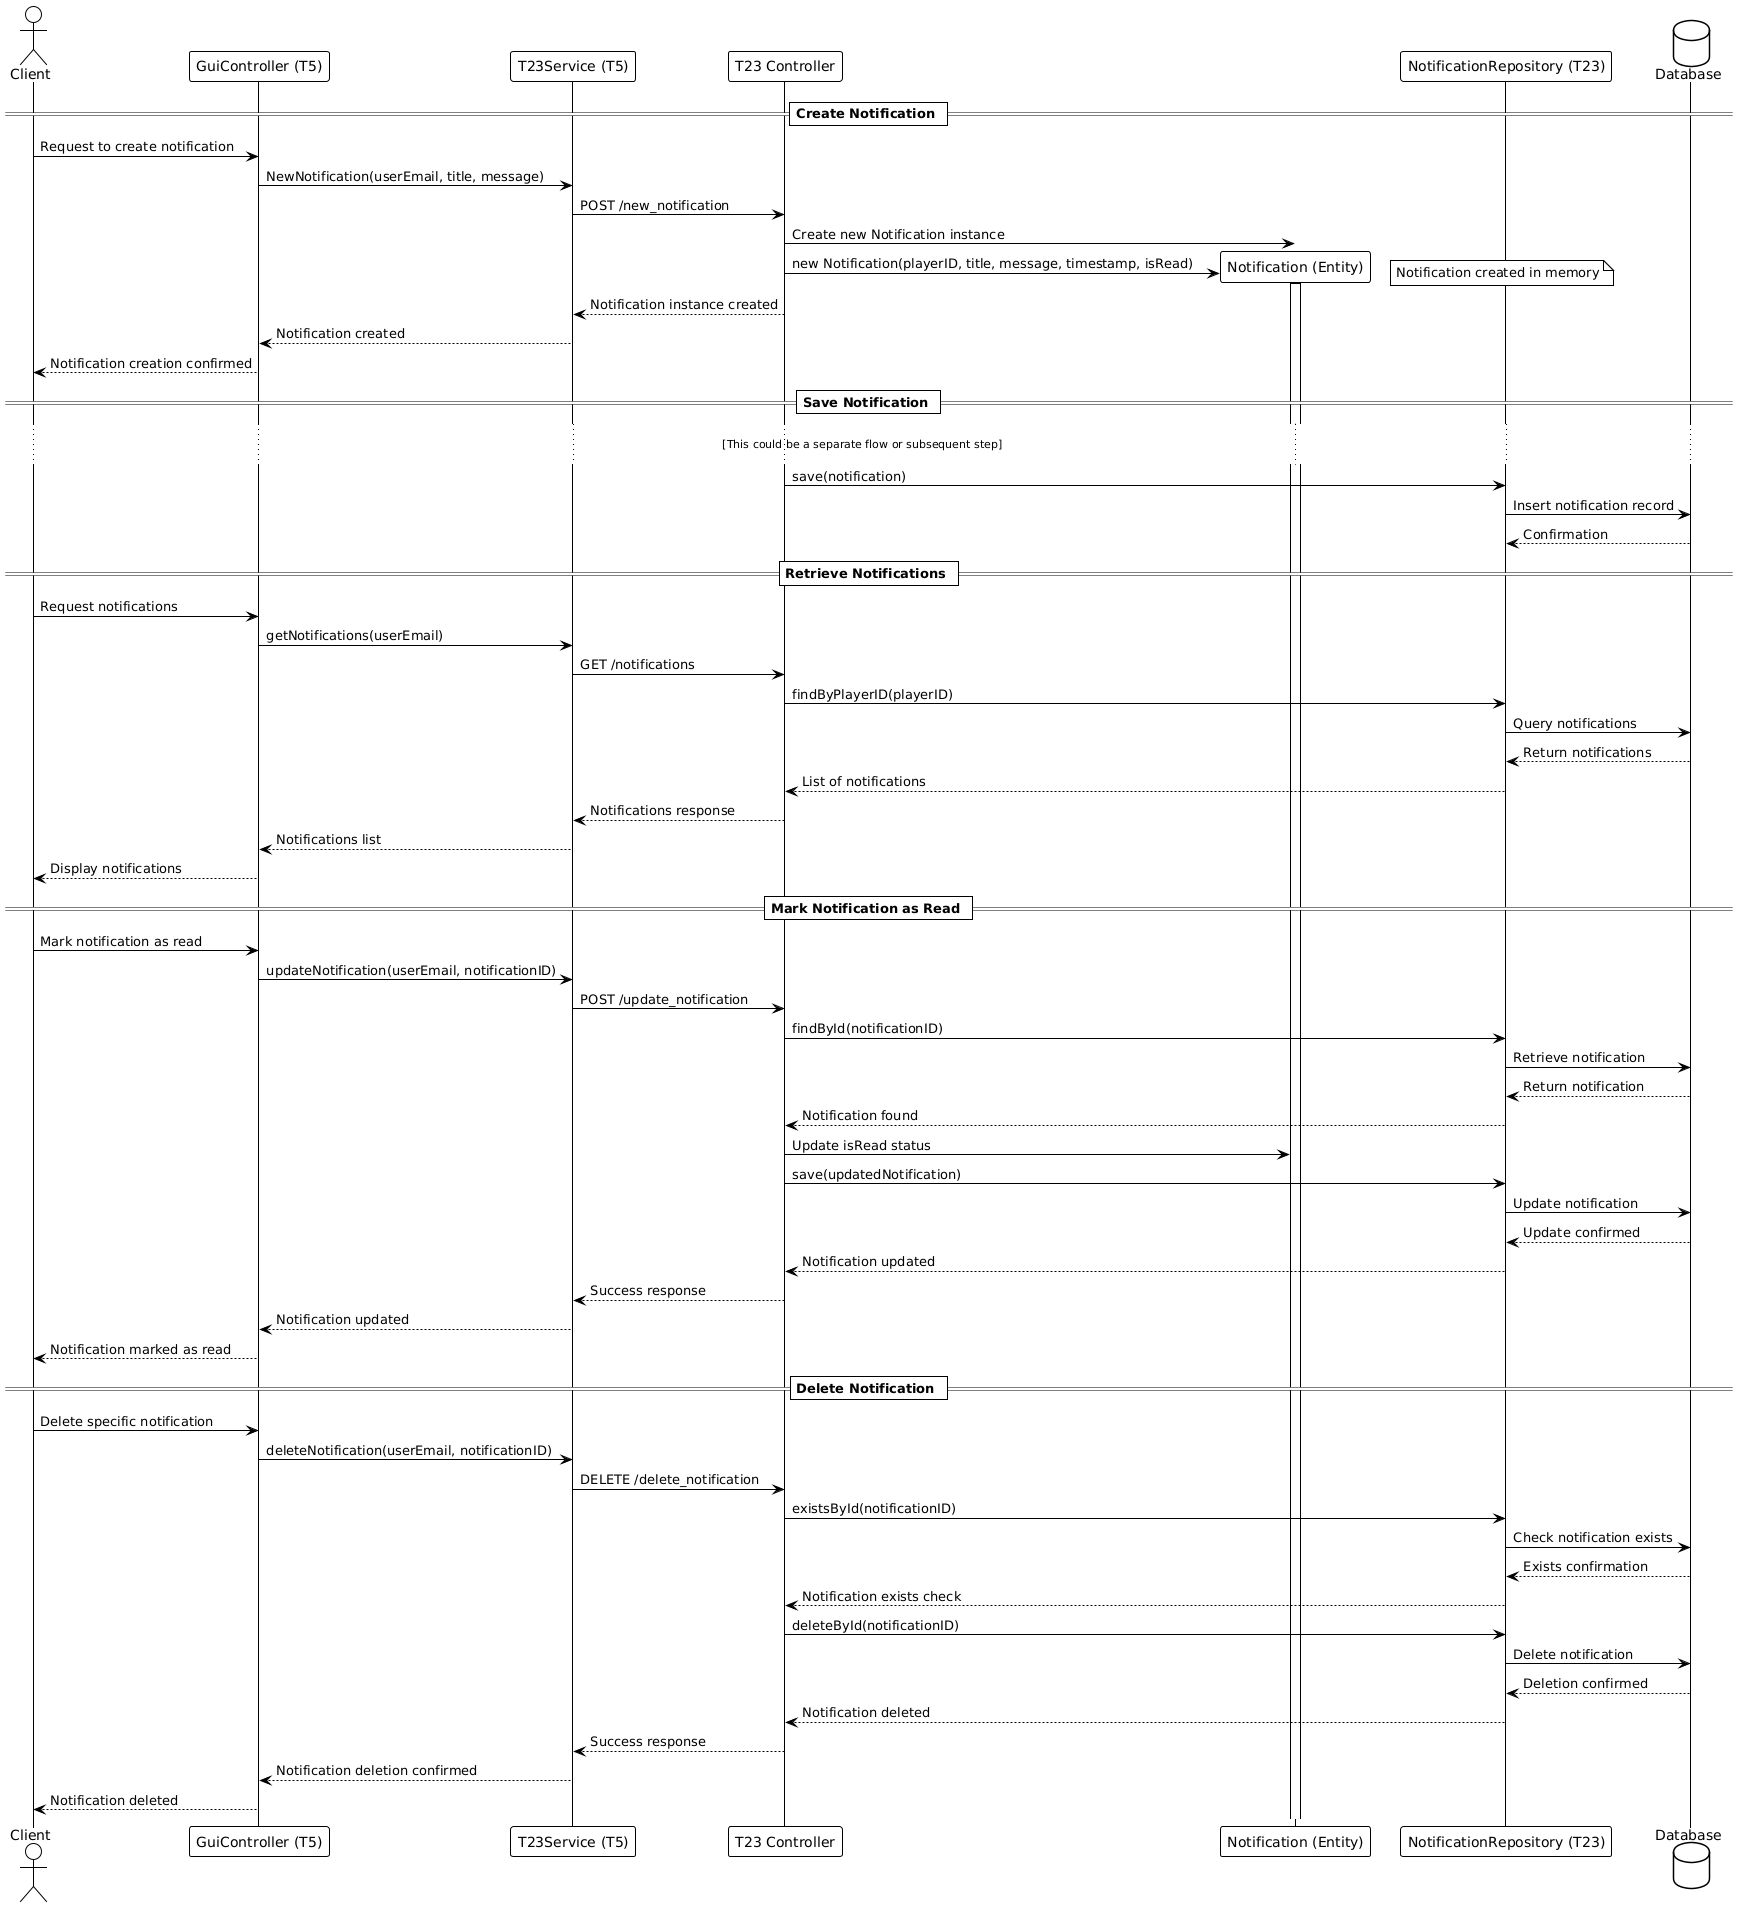 Client
GuiController (T5)
T23Service (T5)
T23 Controller
NotificationRepository (T23)
Database
Create Notification
Request to create notification
NewNotification(userEmail, title, message)
POST /new_notification
Create new Notification instance
new Notification(playerID, title, message, timestamp, isRead)
Notification (Entity)
Notification created in memory
Notification instance created
Notification created
Notification creation confirmed
Save Notification
[This could be a separate flow or subsequent step]
save(notification)
Insert notification record
Confirmation
Retrieve Notifications
Request notifications
getNotifications(userEmail)
GET /notifications
findByPlayerID(playerID)
Query notifications
Return notifications
List of notifications
Notifications response
Notifications list
Display notifications
Mark Notification as Read
Mark notification as read
updateNotification(userEmail, notificationID)
POST /update_notification
findById(notificationID)
Retrieve notification
Return notification
Notification found
Update isRead status
save(updatedNotification)
Update notification
Update confirmed
Notification updated
Success response
Notification updated
Notification marked as read
Delete Notification
Delete specific notification
deleteNotification(userEmail, notificationID)
DELETE /delete_notification
existsById(notificationID)
Check notification exists
Exists confirmation
Notification exists check
deleteById(notificationID)
Delete notification
Deletion confirmed
Notification deleted
Success response
Notification deletion confirmed
Notification deleted
Client
GuiController (T5)
T23Service (T5)
T23 Controller
Notification (Entity)
NotificationRepository (T23)
Database